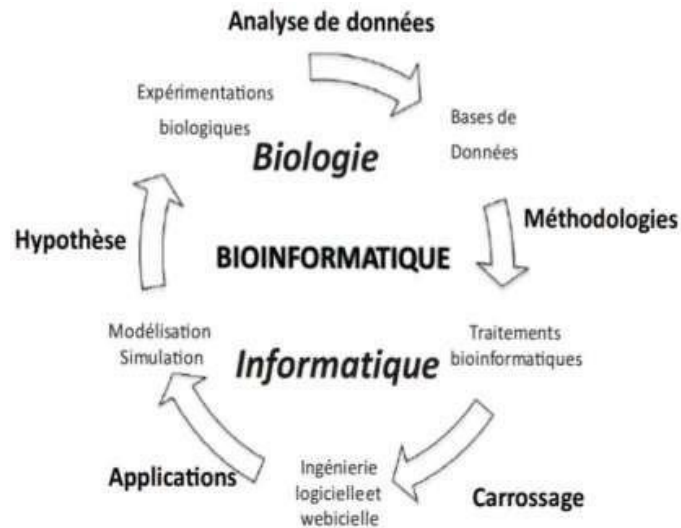 Analyse de données
Expérimentations
biologiques
Bases de
Données
Biologie
Méthodologies
Hypothèse
BIOINFORMATIQUE
Modélisation
Simulation
Traitements
bioinformatiques
Informatique
Applications
Ingénierie
logicielleet
webicielle
Carrossage